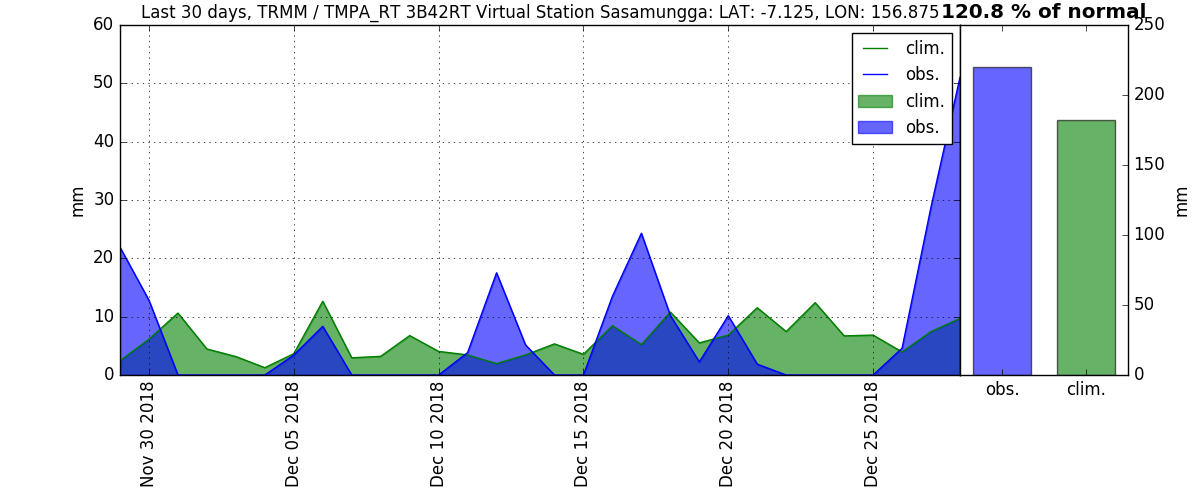 Last 30 days, TRMM / TMPA_RT 3B42RT Virtual Station Sasamungga: LAT: -7.125, LON: 156.875 120.8 % of normal
60
50
40
30
20
10
0
mm
clim.
obs.
clim.
obs.
Nov 30 2018
Dec 05 2018
Dec 10 2018
Dec 15 2018
Dec 20 2018
Dec 25 2018
250
200
150
100
50
0
mm
obs.
clim.